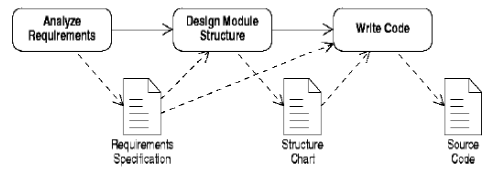 Analyze
Requirements
Design Module
Structure
Write Code
Requirements
Specification
Structure
Chart
Source
Code